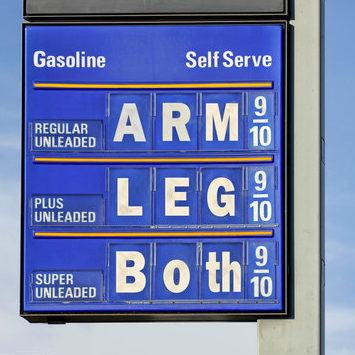 Gasoline Self Serve
REGULAR UNLEADED ARM 9/10
PLUS UNLEADED LEG 9/10
SUPER UNLEADED Both 9/10